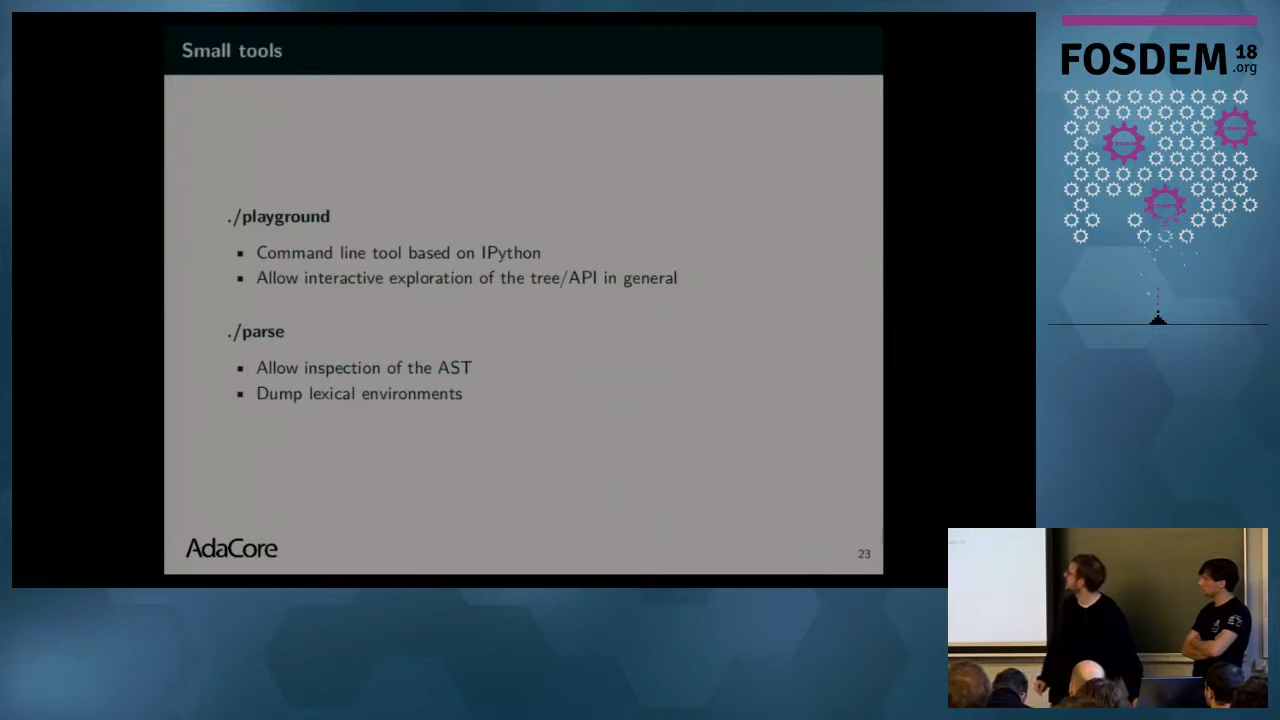 Small tools
./playground
▪ Command line tool based on IPython
▪ Allow interactive exploration of the tree/API in general
./parse
▪ Allow inspection of the AST
▪ Dump lexical environments
AdaCore
23
FOSDEM 18
.org